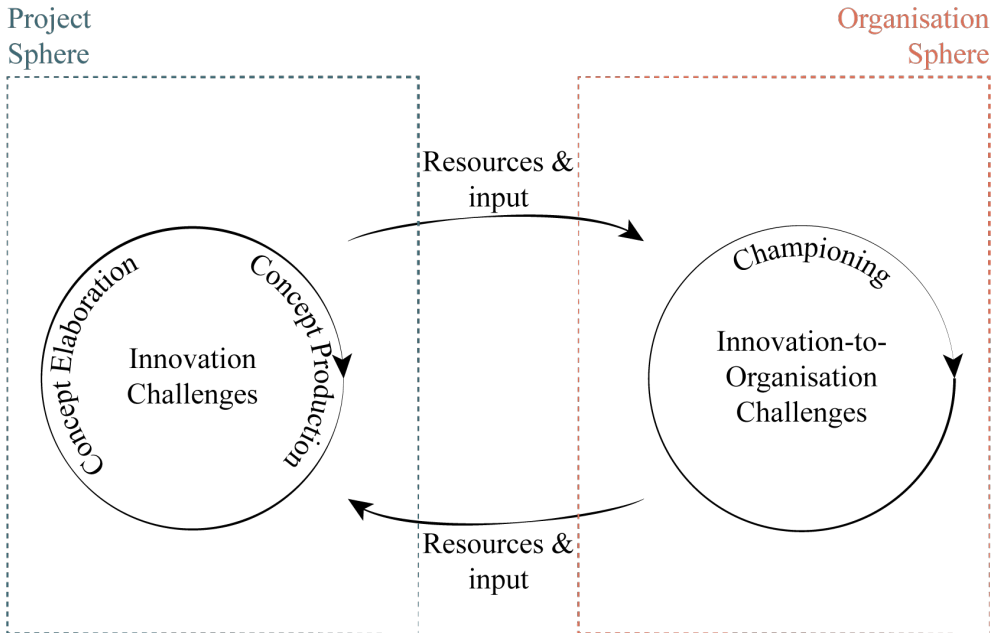 Project
Sphere
Organisation
Sphere
Resources &
input
Concept Elaboration
Concept Production
Innovation
Challenges
Championing
Innovation-to-
Organisation
Challenges
Resources &
input